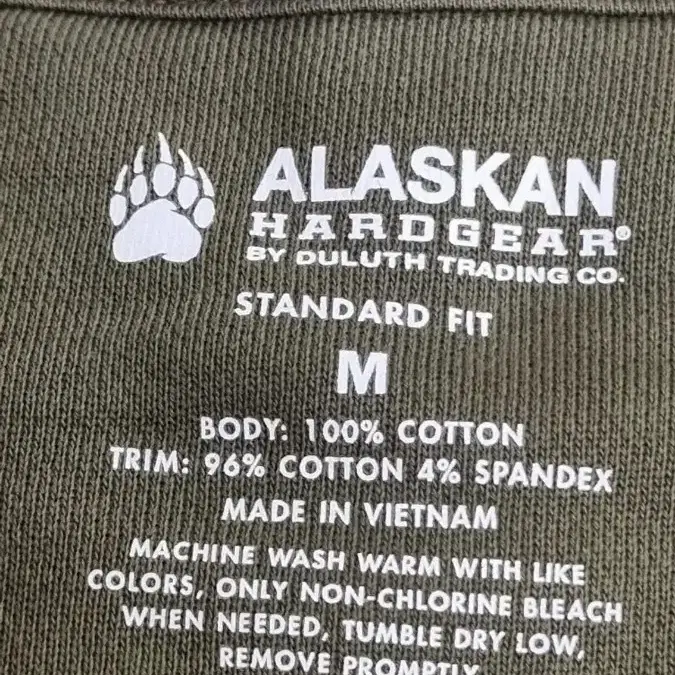 ALASKAN
HARDGEAR®
BY DULUTH TRADING CO.
STANDARD FIT
M
BODY: 100% COTTON
TRIM: 96% COTTON 4% SPANDEX
MADE IN VIETNAM
MACHINE WASH WARM WITH LIKE
COLORS, ONLY NON-CHLORINE BLEACH
WHEN NEEDED, TUMBLE DRY LOW,
REMOVE PROMPTLY